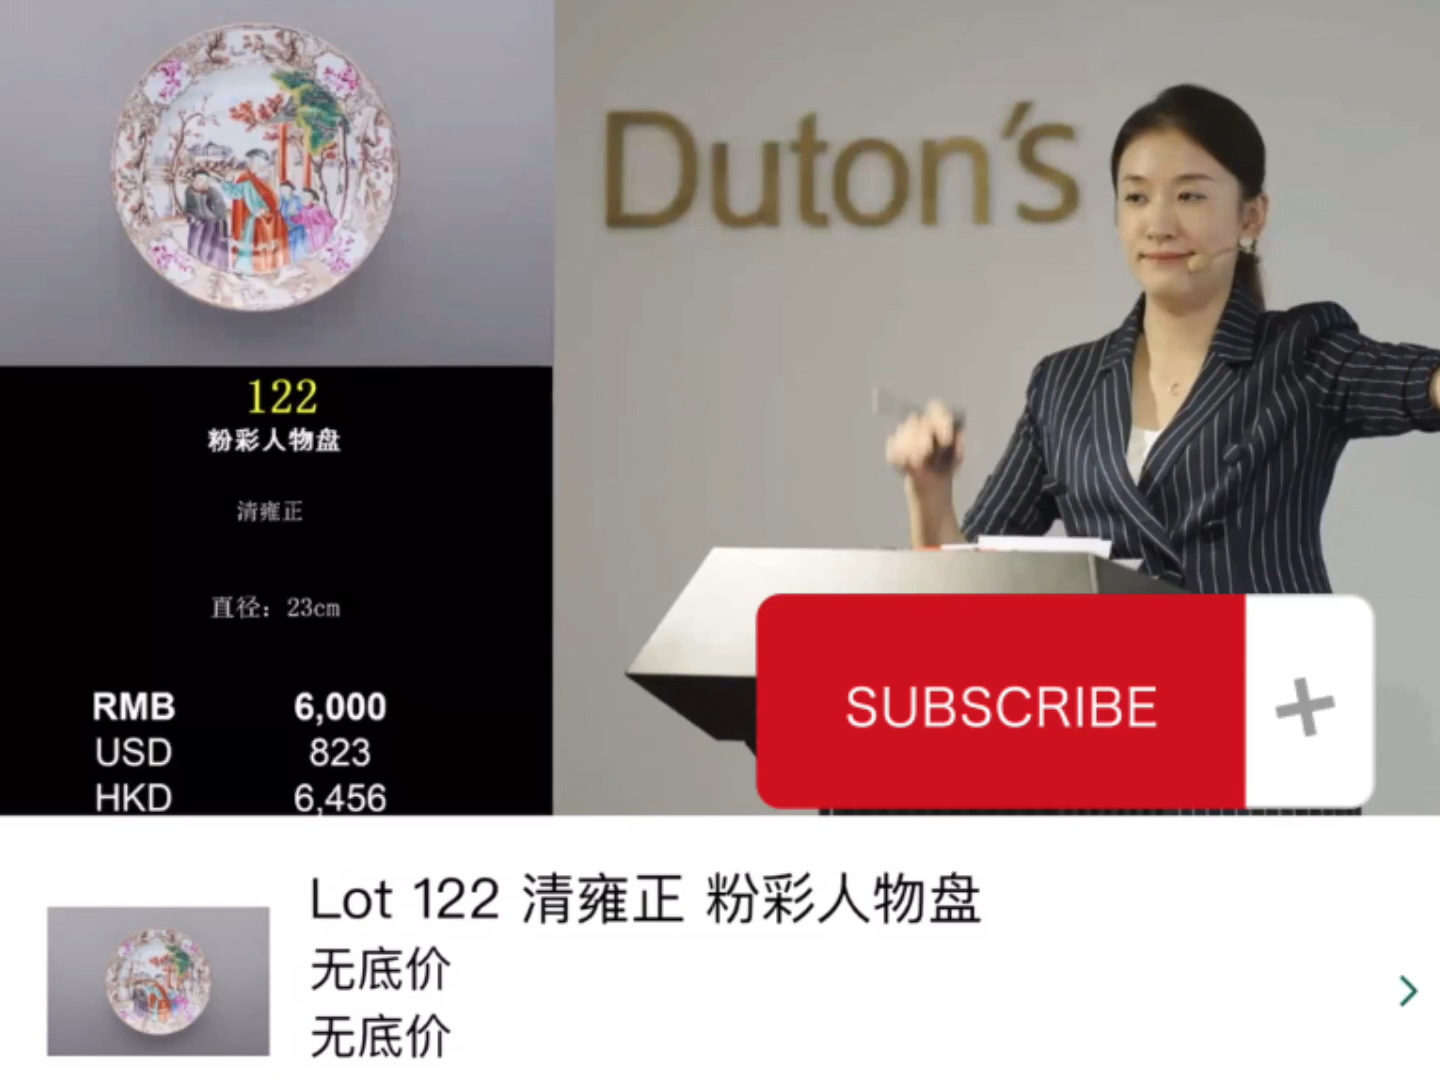 Duton's
122
粉彩人物盘
清雍正
直径：23cm
RMB 6,000
USD 823
HKD 6,456
SUBSCRIBE +
Lot 122 清雍正 粉彩人物盘
无底价
无底价